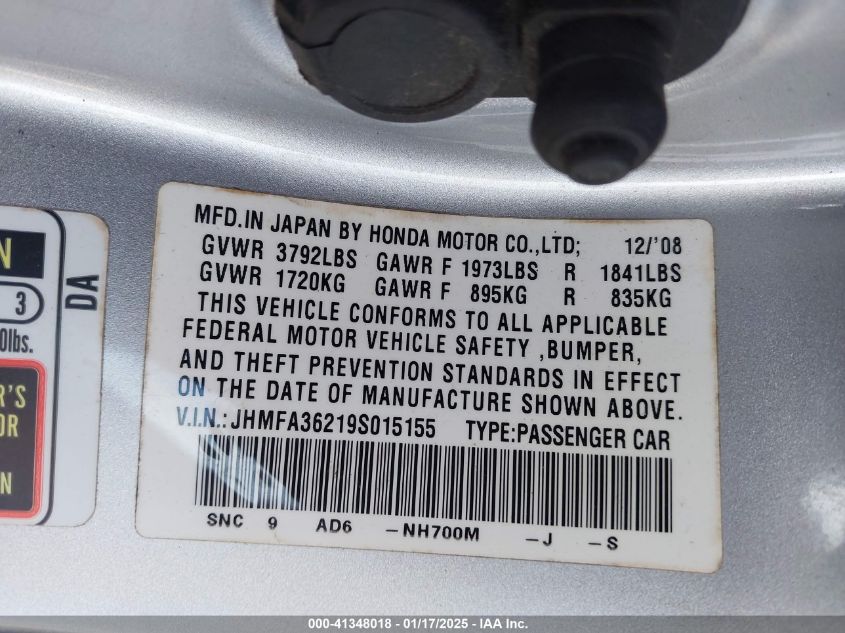 MFD.IN JAPAN BY HONDA MOTOR CO.,LTD; 12/'08
GVWR 3792LBS GAWR F 1973LBS R 1841LBS
GVWR 1720KG GAWR F 895KG R 835KG
THIS VEHICLE CONFORMS TO ALL APPLICABLE
FEDERAL MOTOR VEHICLE SAFETY ,BUMPER,
AND THEFT PREVENTION STANDARDS IN EFFECT
ON THE DATE OF MANUFACTURE SHOWN ABOVE.
V.I.N.:JHMFA36219S015155 TYPE:PASSENGER CAR
SNC 9 AD6 -NH700M -J -S
N
3
0lbs.
DA
R'S
OR
N
000-41348018 - 01/17/2025 - IAA Inc.